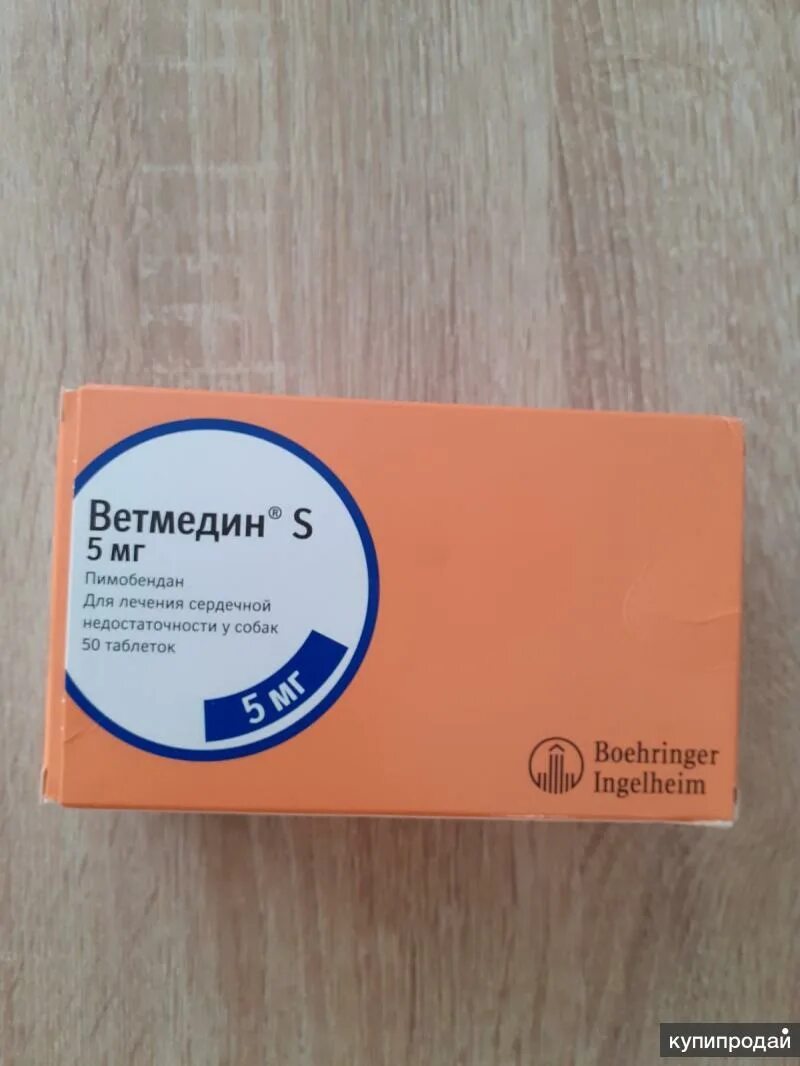 Ветмедин® S
5 мг
Пимобендан
Для лечения сердечной
недостаточности у собак
50 таблеток
5 мг
Boehringer
Ingelheim
купипродай